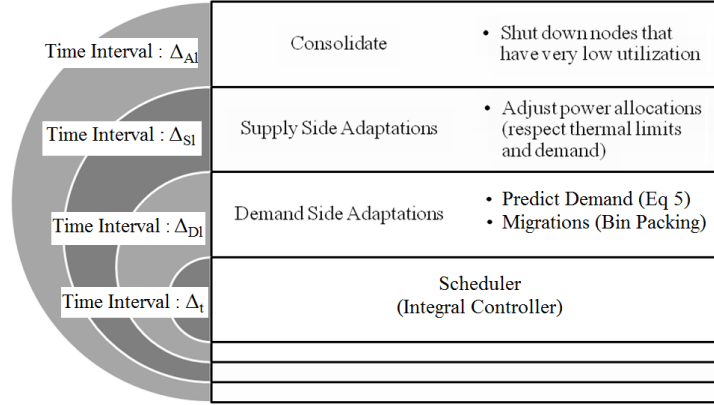 Time Interval : ΔAl
Consolidate
• Shut down nodes that
have very low utilization
Time Interval : ΔSl
Supply Side Adaptations
• Adjust power allocations
(respect thermal limits
and demand)
Time Interval : ΔDl
Demand Side Adaptations
• Predict Demand (Eq 5)
• Migrations (Bin Packing)
Time Interval : Δt
Scheduler
(Integral Controller)